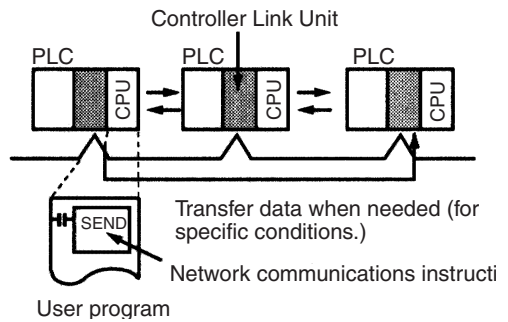 Controller Link Unit
PLC PLC PLC
CPU CPU CPU
SEND
Transfer data when needed (for
specific conditions.)
Network communications instructi
User program